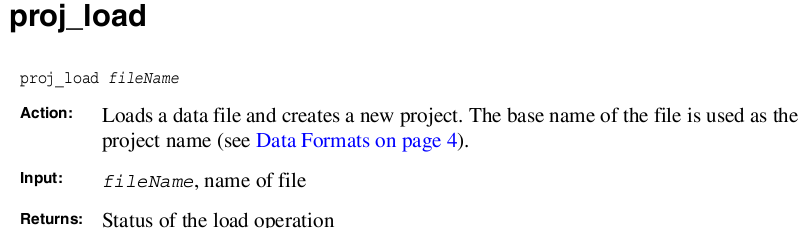 proj_load
proj_load fileName
Action: Loads a data file and creates a new project. The base name of the file is used as the
project name (see Data Formats on page 4).
Input: fileName, name of file
Returns: Status of the load operation